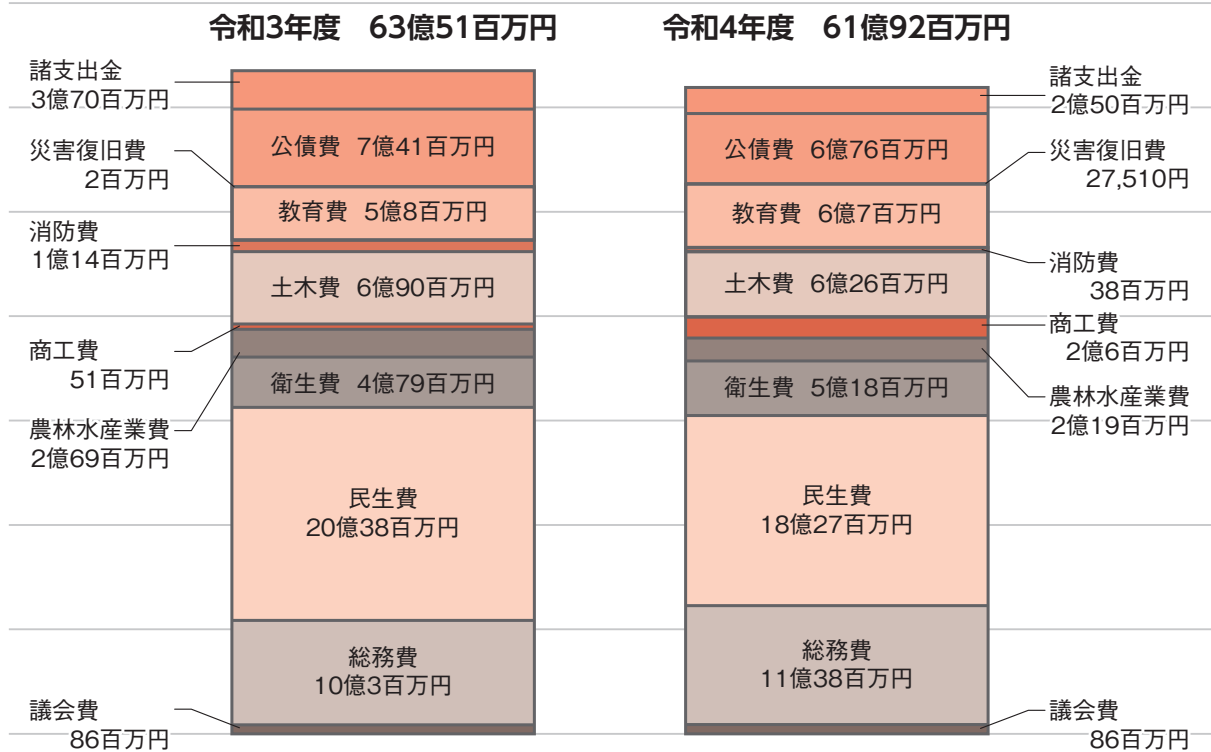 令和3年度　63億51百万円
諸支出金
3億70百万円
公債費 7億41百万円
災害復旧費
2百万円
教育費 5億8百万円
消防費
1億14百万円
土木費 6億90百万円
商工費
51百万円
衛生費 4億79百万円
農林水産業費
2億69百万円
民生費
20億38百万円
総務費
10億3百万円
議会費
86百万円
令和4年度　61億92百万円
諸支出金
2億50百万円
公債費 6億76百万円
災害復旧費
27,510円
教育費 6億7百万円
消防費
38百万円
土木費 6億26百万円
商工費
2億6百万円
農林水産業費
2億19百万円
衛生費 5億18百万円
民生費
18億27百万円
総務費
11億38百万円
議会費
86百万円